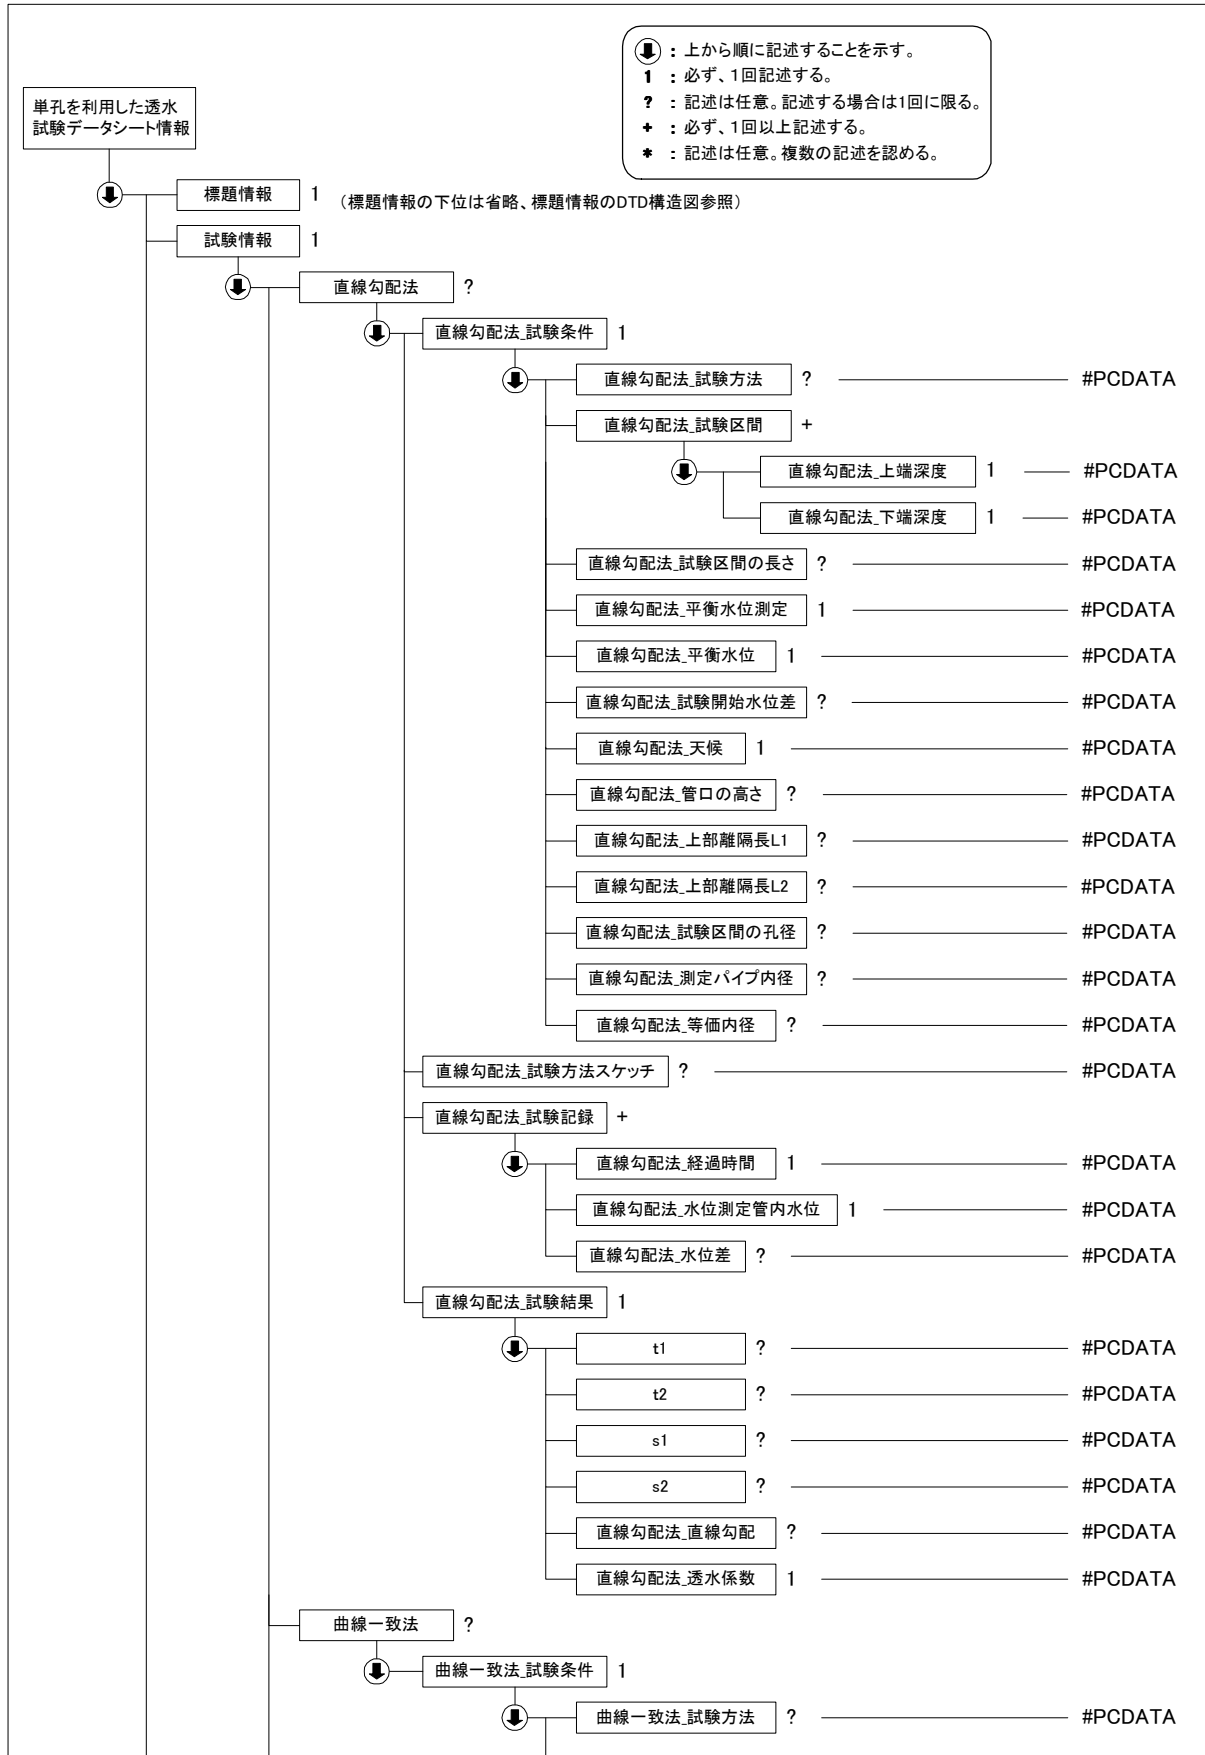 ：上から順に記述することを示す。
1：必ず、1回記述する。
?：記述は任意。記述する場合は1回に限る。
+：必ず、1回以上記述する。
*：記述は任意。複数の記述を認める。
単孔を利用した透水
試験データシート情報
標題情報 1 （標題情報の下位は省略、標題情報のDTD構造図参照）
試験情報 1
直線勾配法 ?
直線勾配法_試験条件 1
直線勾配法_試験方法 ? #PCDATA
直線勾配法_試験区間 +
直線勾配法_上端深度 1 #PCDATA
直線勾配法_下端深度 1 #PCDATA
直線勾配法_試験区間の長さ ? #PCDATA
直線勾配法_平衡水位測定 1 #PCDATA
直線勾配法_平衡水位 1 #PCDATA
直線勾配法_試験開始水位差 ? #PCDATA
直線勾配法_天候 1 #PCDATA
直線勾配法_管口の高さ ? #PCDATA
直線勾配法_上部離隔長L1 ? #PCDATA
直線勾配法_上部離隔長L2 ? #PCDATA
直線勾配法_試験区間の孔径 ? #PCDATA
直線勾配法_測定パイプ内径 ? #PCDATA
直線勾配法_等価内径 ? #PCDATA
直線勾配法_試験方法スケッチ ? #PCDATA
直線勾配法_試験記録 +
直線勾配法_経過時間 1 #PCDATA
直線勾配法_水位測定管内水位 1 #PCDATA
直線勾配法_水位差 ? #PCDATA
直線勾配法_試験結果 1
t1 ? #PCDATA
t2 ? #PCDATA
s1 ? #PCDATA
s2 ? #PCDATA
直線勾配法_直線勾配 ? #PCDATA
直線勾配法_透水係数 1 #PCDATA
曲線一致法 ?
曲線一致法_試験条件 1
曲線一致法_試験方法 ? #PCDATA